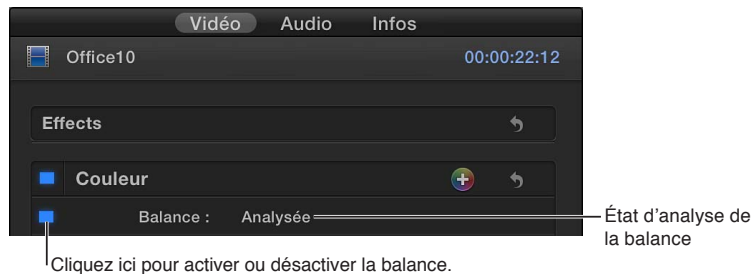 Vidéo Audio Infos
Office10 00:00:22:12
Effects
Couleur
Balance : Analysée
État d'analyse de
la balance
Cliquez ici pour activer ou désactiver la balance.